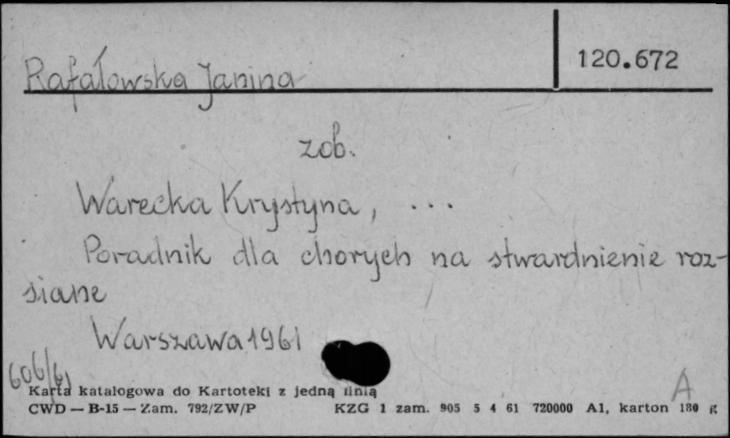 120.672
Rafałowska Janina
zob.
Warecka Krystyna, ...
Poradnik dla chorych na stwardnienie roz-
siane
Warszawa 1961
606/61
A
Karta katalogowa do Kartoteki z jedną linią
CWD — B-15 — Zam. 792/ZW/P KZG 1 zam. 905 5 4 61 720000 A1, karton 180 g